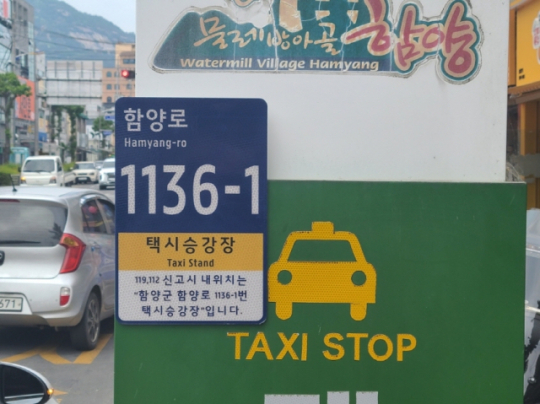 물레방아골 함양
Watermill Village Hamyang
함양로
Hamyang-ro
1136-1
택시승강장
Taxi Stand
119,112 신고시 내위치는
"함양군 함양로 1136-1번
택시승강장"입니다.
TAXI STOP
671